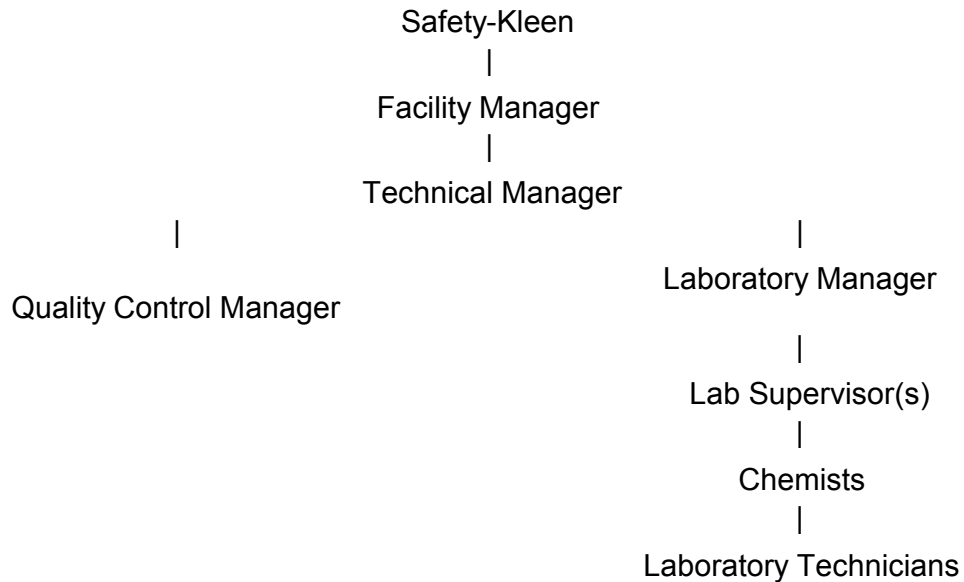 Safety-Kleen
|
Facility Manager
|
Technical Manager
| |
Laboratory Manager
Quality Control Manager
|
Lab Supervisor(s)
|
Chemists
|
Laboratory Technicians